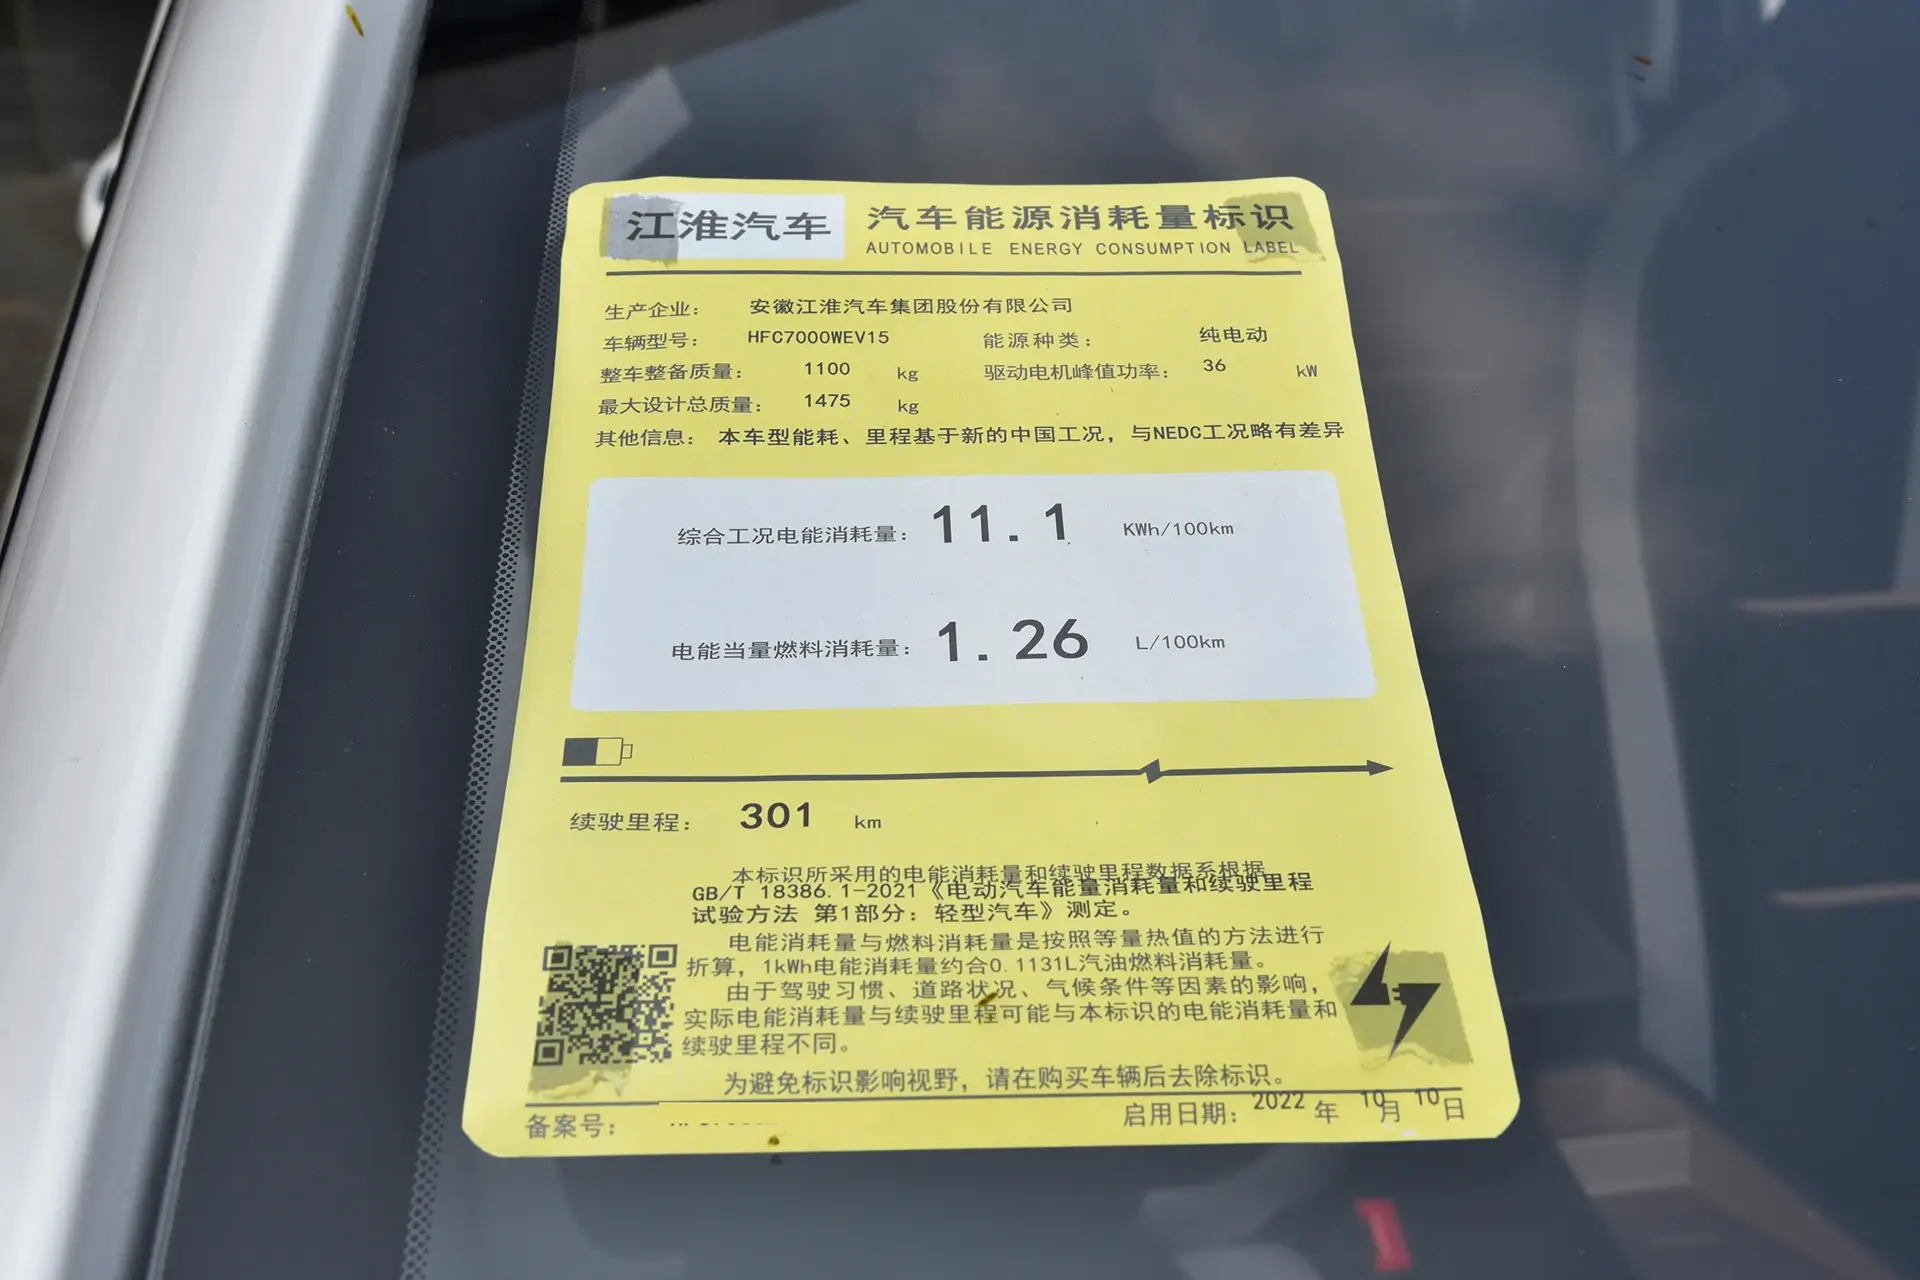 江淮汽车
汽车能源消耗量标识
AUTOMOBILE ENERGY CONSUMPTION LABEL
生产企业： 安徽江淮汽车集团股份有限公司
车辆型号： HFC7000WEV15 能源种类： 纯电动
整车整备质量： 1100 kg 驱动电机峰值功率： 36 kW
最大设计总质量： 1475 kg
其他信息： 本车型能耗、里程基于新的中国工况，与NEDC工况略有差异
综合工况电能消耗量： 11.1 KWh/100km
电能当量燃料消耗量： 1.26 L/100km
续驶里程： 301 km
本标识所采用的电能消耗量和续驶里程数据系根据
GB/T 18386.1-2021《电动汽车能量消耗量和续驶里程
试验方法 第1部分：轻型汽车》测定。
电能消耗量与燃料消耗量是按照等量热值的方法进行
折算，1kWh电能消耗量约合0.1131L汽油燃料消耗量。
由于驾驶习惯、道路状况、气候条件等因素的影响，
实际电能消耗量与续驶里程可能与本标识的电能消耗量和
续驶里程不同。
为避免标识影响视野，请在购买车辆后去除标识。
备案号： 启用日期： 2022 年 10 月 10 日